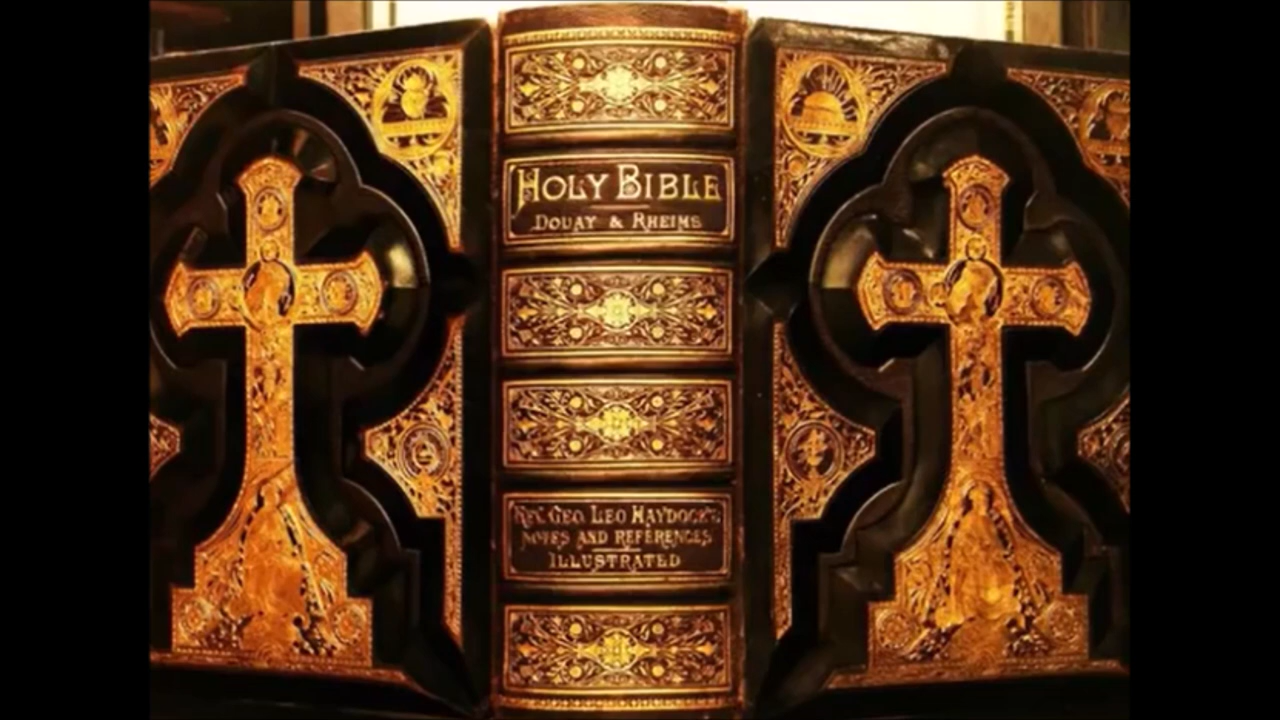 HOLY BIBLE
DOUAY & RHEIMS
REV. GEO. LEO HAYDOCK'S
NOTES AND REFERENCES
ILLUSTRATED